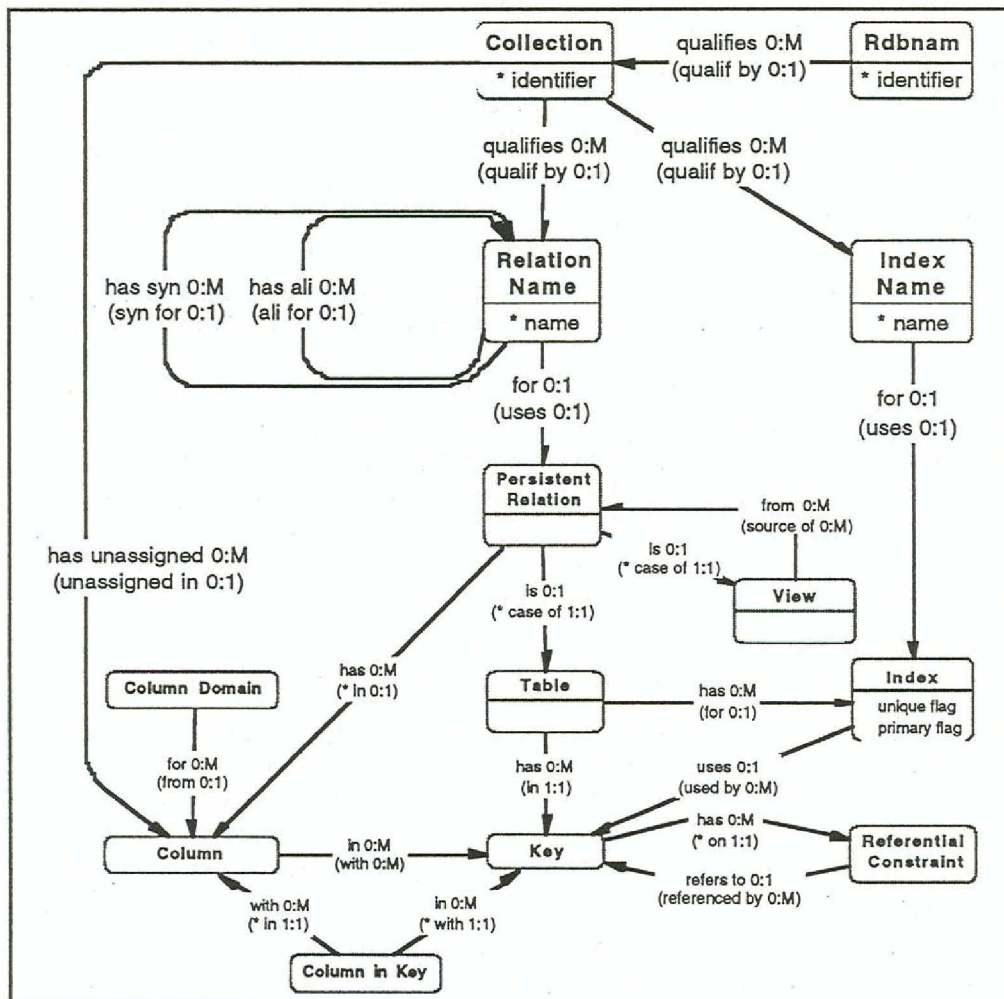 Collection
* identifier
qualifies 0:M
(qualif by 0:1)
Rdbnam
* identifier
qualifies 0:M
(qualif by 0:1)
qualifies 0:M
(qualif by 0:1)
has syn 0:M
(syn for 0:1)
has ali 0:M
(ali for 0:1)
Relation
Name
* name
Index
Name
* name
for 0:1
(uses 0:1)
for 0:1
(uses 0:1)
Persistent
Relation
from 0:M
(source of 0:M)
has unassigned 0:M
(unassigned in 0:1)
is 0:1
(* case of 1:1)
is 0:1
(* case of 1:1)
View
has 0:M
(* in 0:1)
Column Domain
Table
has 0:M
(for 0:1)
Index
unique flag
primary flag
for 0:M
(from 0:1)
has 0:M
(in 1:1)
uses 0:1
(used by 0:M)
Column
in 0:M
(with 0:M)
Key
has 0:M
(* on 1:1)
Referential
Constraint
refers to 0:1
(referenced by 0:M)
with 0:M
(* in 1:1)
in 0:M
(* with 1:1)
Column in Key